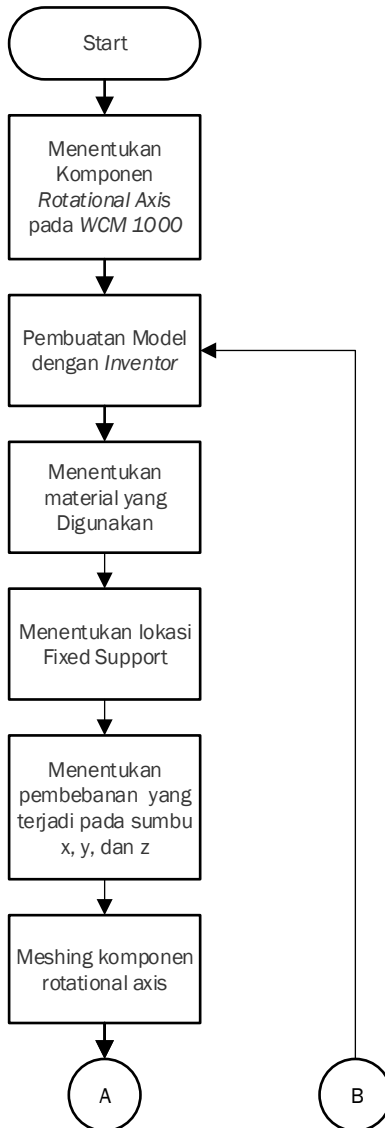 Start
Menentukan
Komponen
Rotational Axis
pada WCM 1000
Pembuatan Model
dengan Inventor
Menentukan
material yang
Digunakan
Menentukan lokasi
Fixed Support
Menentukan
pembebanan yang
terjadi pada sumbu
x, y, dan z
Meshing komponen
rotational axis
A
B